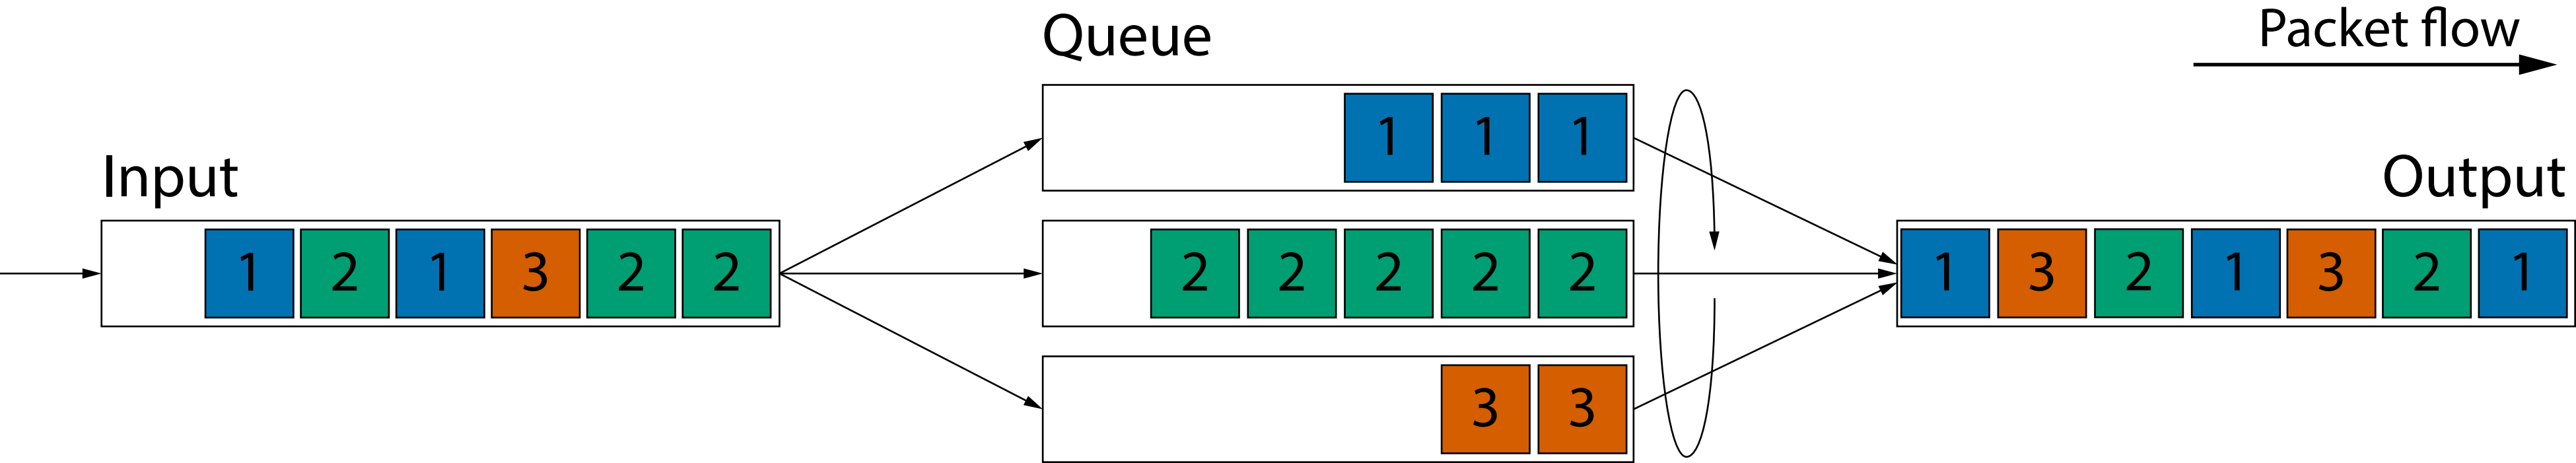 Queue
Packet flow
1 1 1
Input
Output
1 2 1 3 2 2
2 2 2 2 2
1 3 2 1 3 2 1
3 3